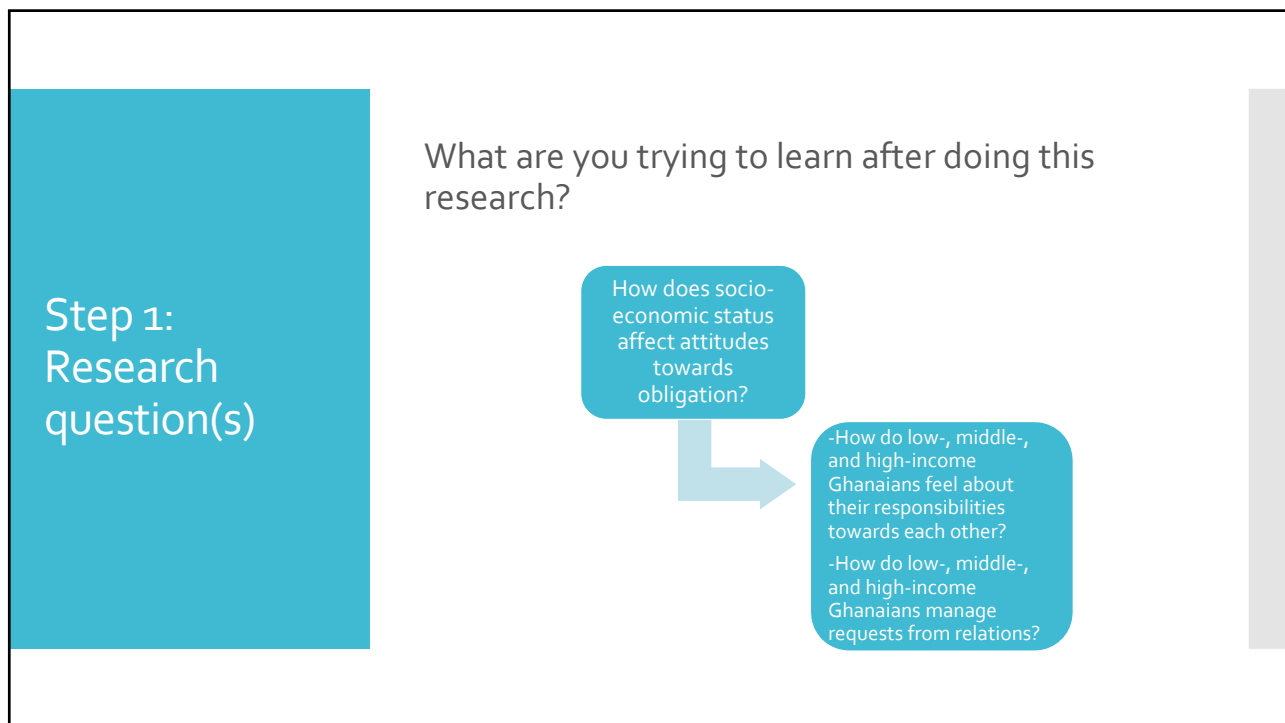 Step 1:
Research
question(s)
What are you trying to learn after doing this
research?
How does socio-
economic status
affect attitudes
towards
obligation?
-How do low-, middle-,
and high-income
Ghanaians feel about
their responsibilities
towards each other?
-How do low-, middle-,
and high-income
Ghanaians manage
requests from relations?